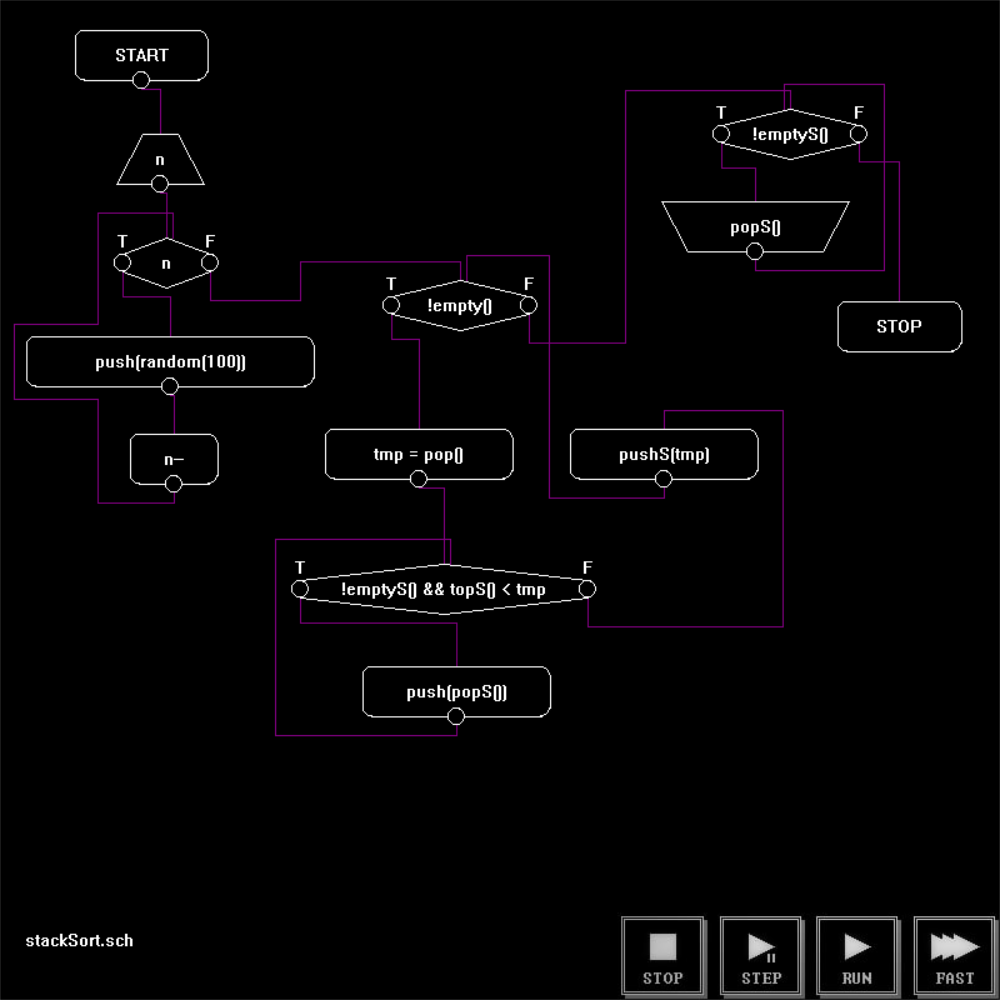 START
n
T F
n
push(random(100))
n--
T F
!empty()
tmp = pop()
pushS(tmp)
T F
!emptyS() && topS() < tmp
push(popS())
T F
!emptyS()
popS()
STOP
stackSort.sch
STOP
STEP
RUN
FAST